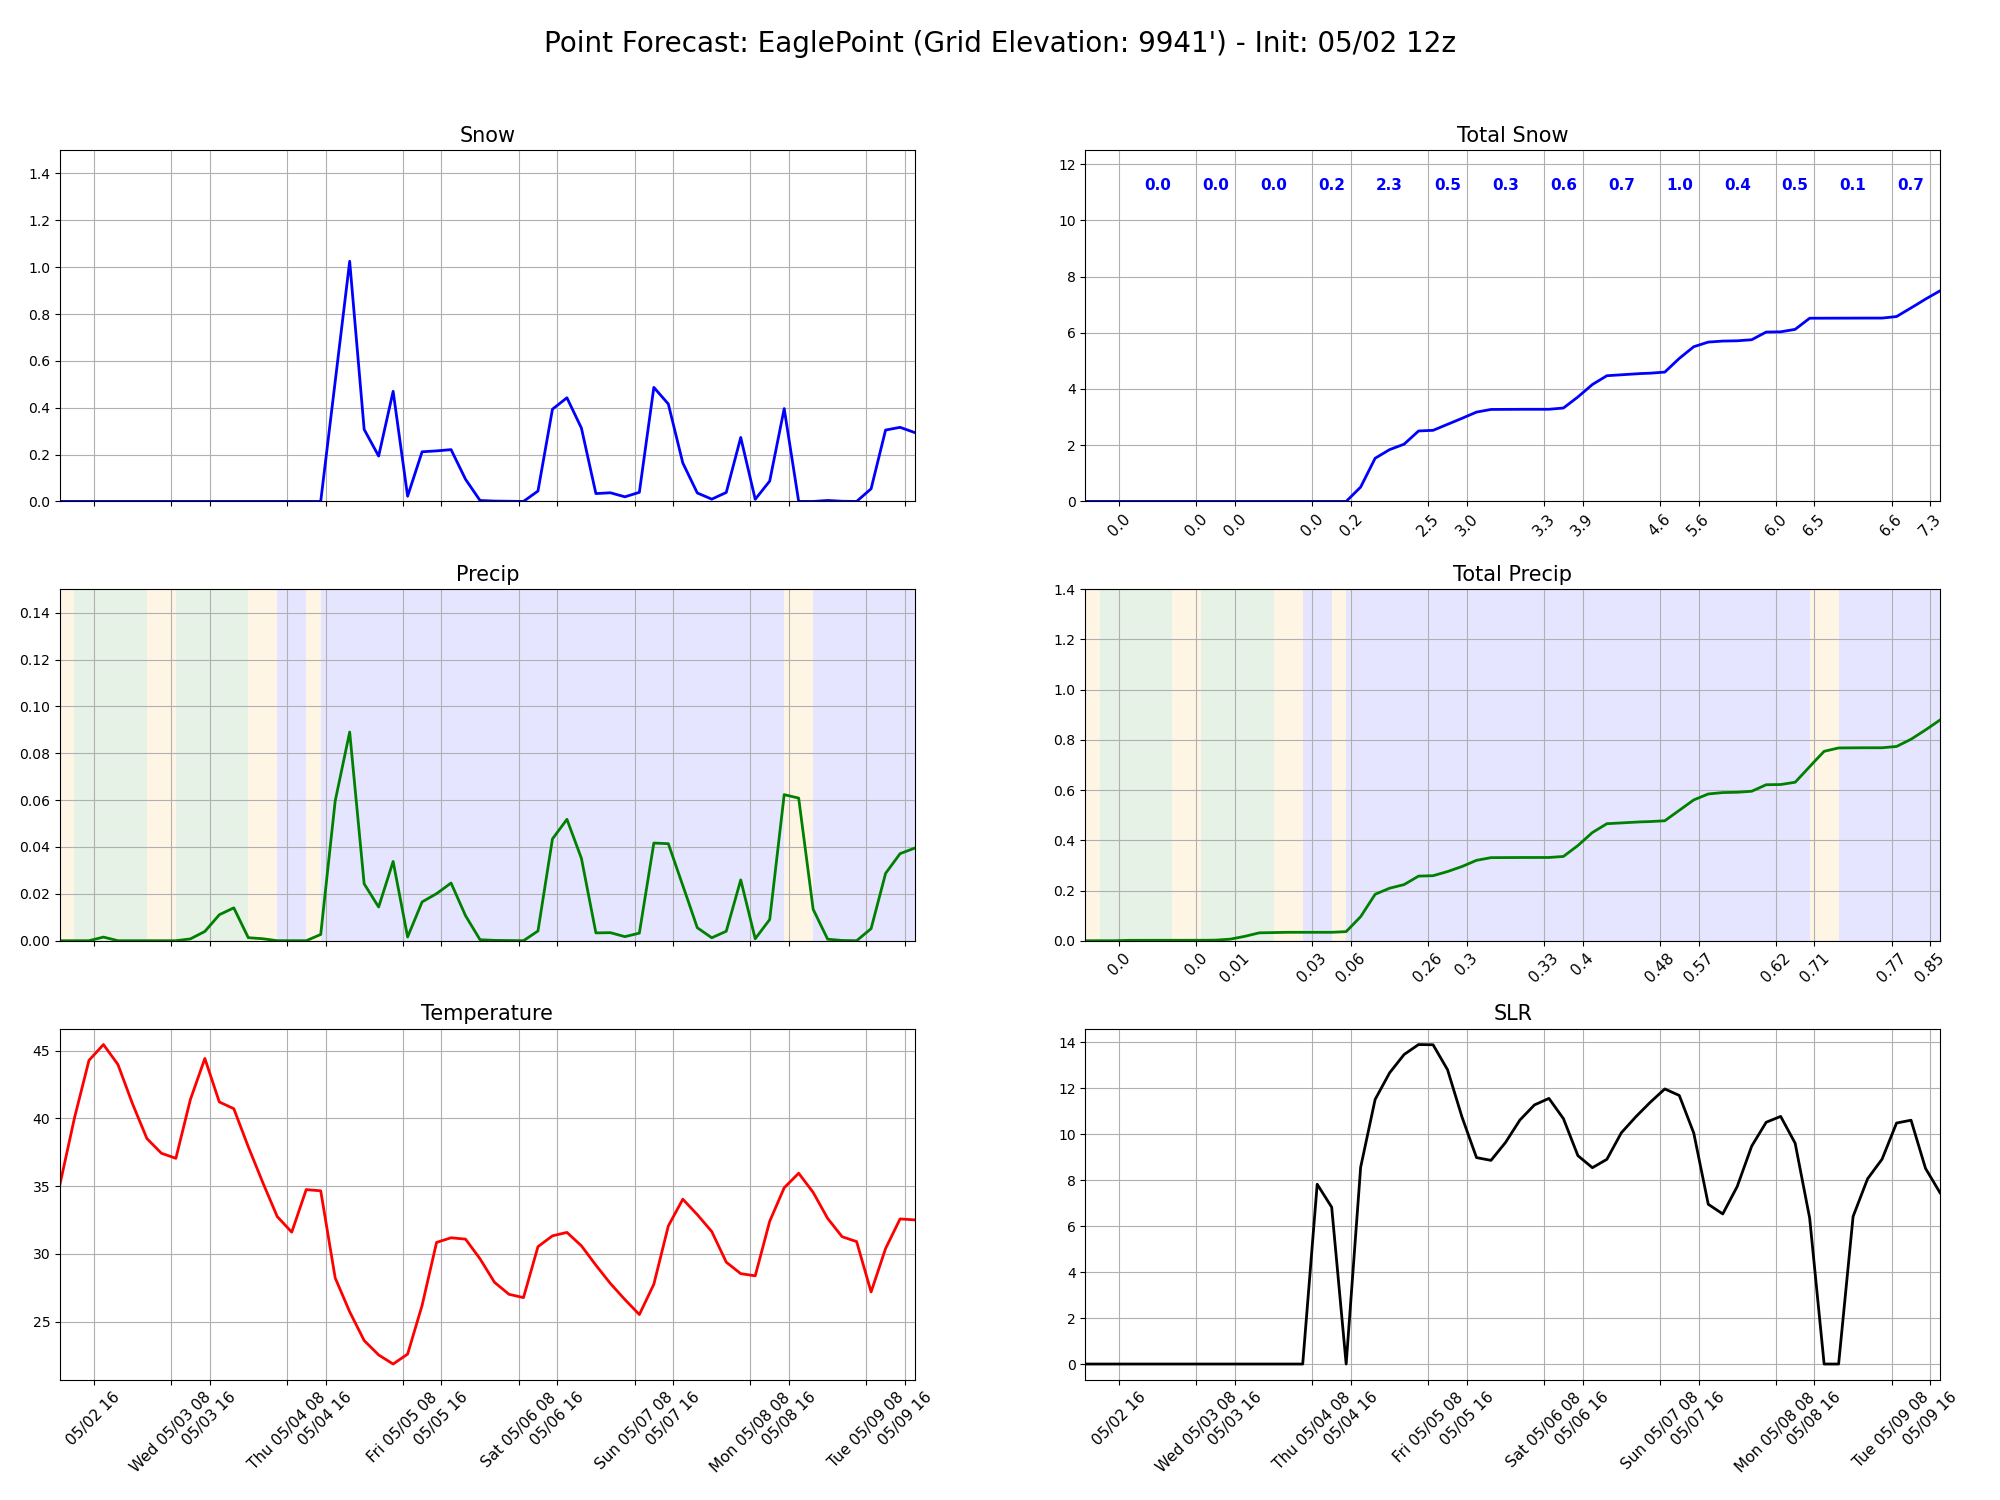 Point Forecast: EaglePoint (Grid Elevation: 9941') - Init: 05/02 12z
Snow
1.4
1.2
1.0
0.8
0.6
0.4
0.2
0.0
Total Snow
12
10
8
6
4
2
0
0.0 0.0 0.0 0.2 2.3 0.5 0.3 0.6 0.7 1.0 0.4 0.5 0.1 0.7
0.0 0.0 0.0 0.0 0.2 2.5 3.0 3.3 3.9 4.6 5.6 6.0 6.5 6.6 7.3
Precip
0.14
0.12
0.10
0.08
0.06
0.04
0.02
0.00
Total Precip
1.4
1.2
1.0
0.8
0.6
0.4
0.2
0.0
0.0 0.0 0.01 0.03 0.06 0.26 0.3 0.33 0.4 0.48 0.57 0.62 0.71 0.77 0.85
Temperature
45
40
35
30
25
05/02 16
Wed 05/03 08
05/03 16
Thu 05/04 08
05/04 16
Fri 05/05 08
05/05 16
Sat 05/06 08
05/06 16
Sun 05/07 08
05/07 16
Mon 05/08 08
05/08 16
Tue 05/09 08
05/09 16
SLR
14
12
10
8
6
4
2
0
05/02 16
Wed 05/03 08
05/03 16
Thu 05/04 08
05/04 16
Fri 05/05 08
05/05 16
Sat 05/06 08
05/06 16
Sun 05/07 08
05/07 16
Mon 05/08 08
05/08 16
Tue 05/09 08
05/09 16